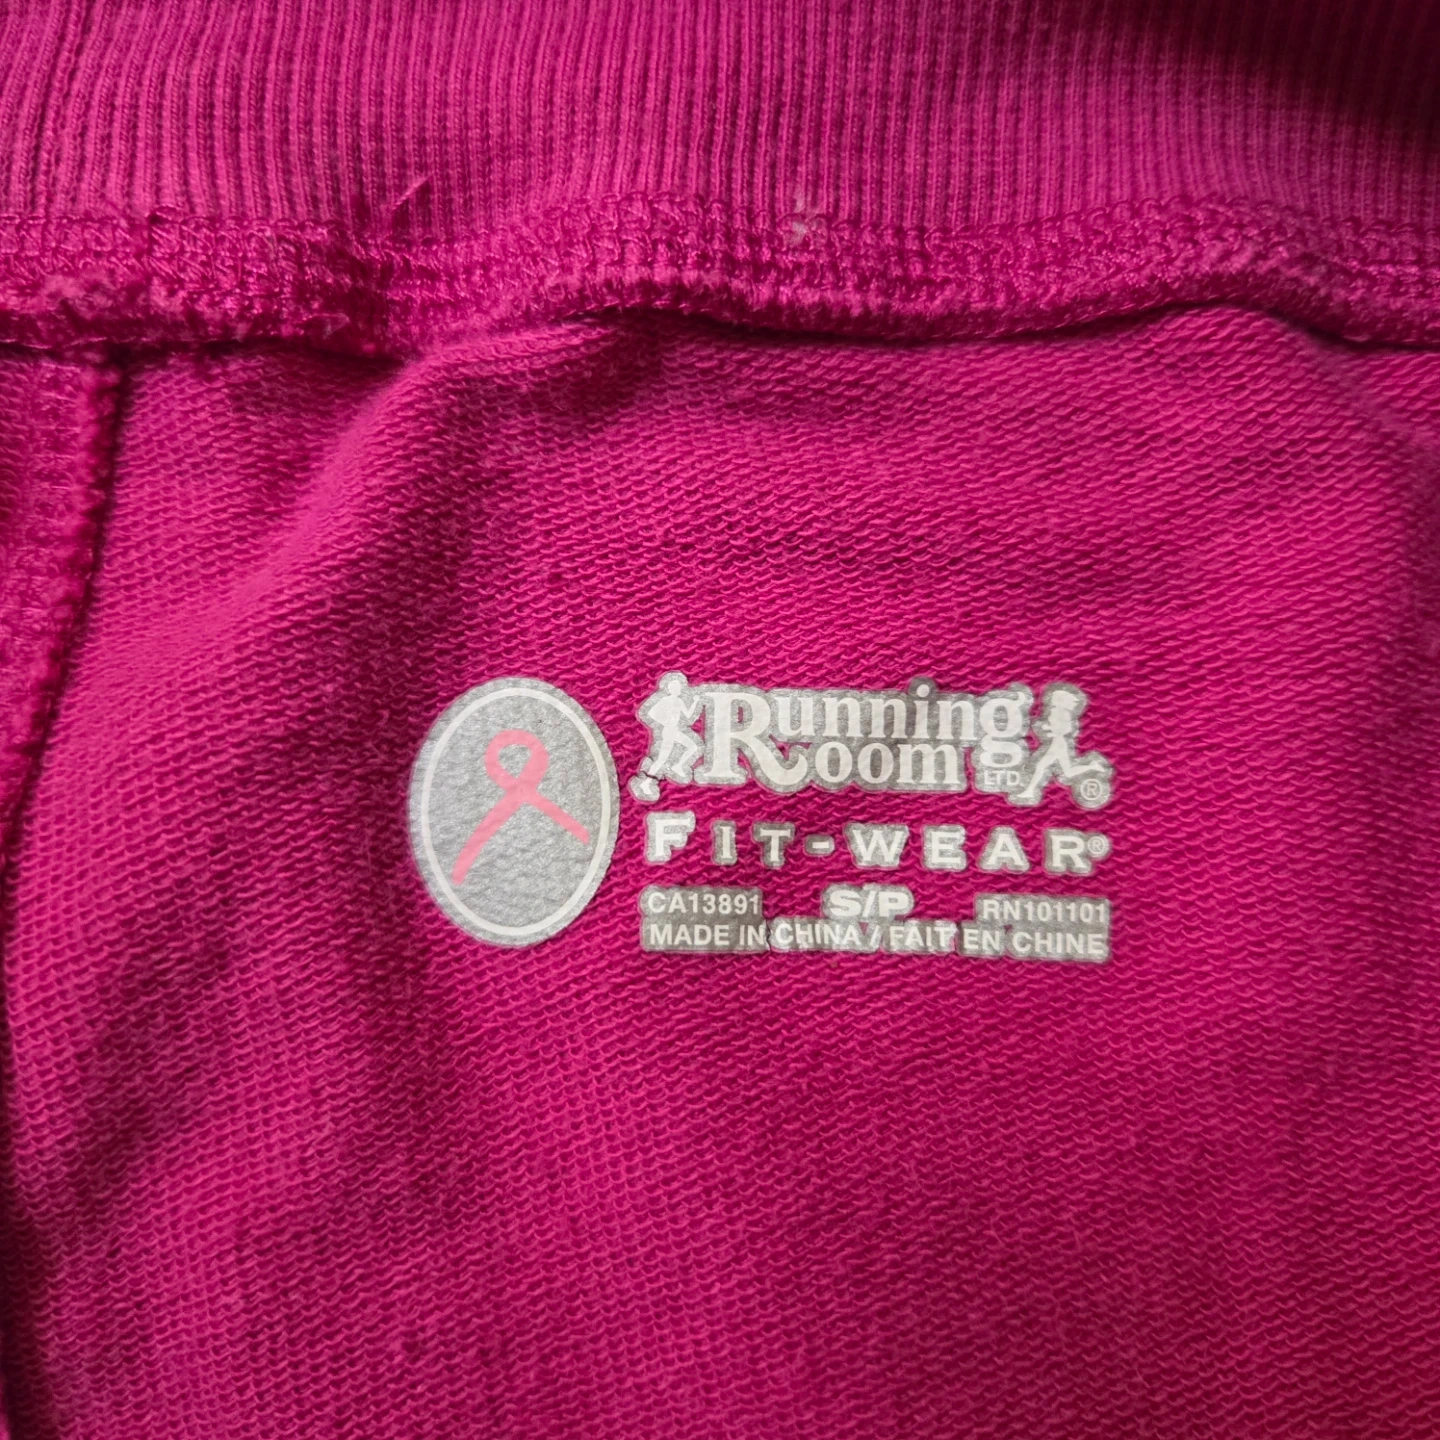 Running
Room LTD. ®
FIT-WEAR®
CA13891 S/P RN101101
MADE IN CHINA / FAIT EN CHINE